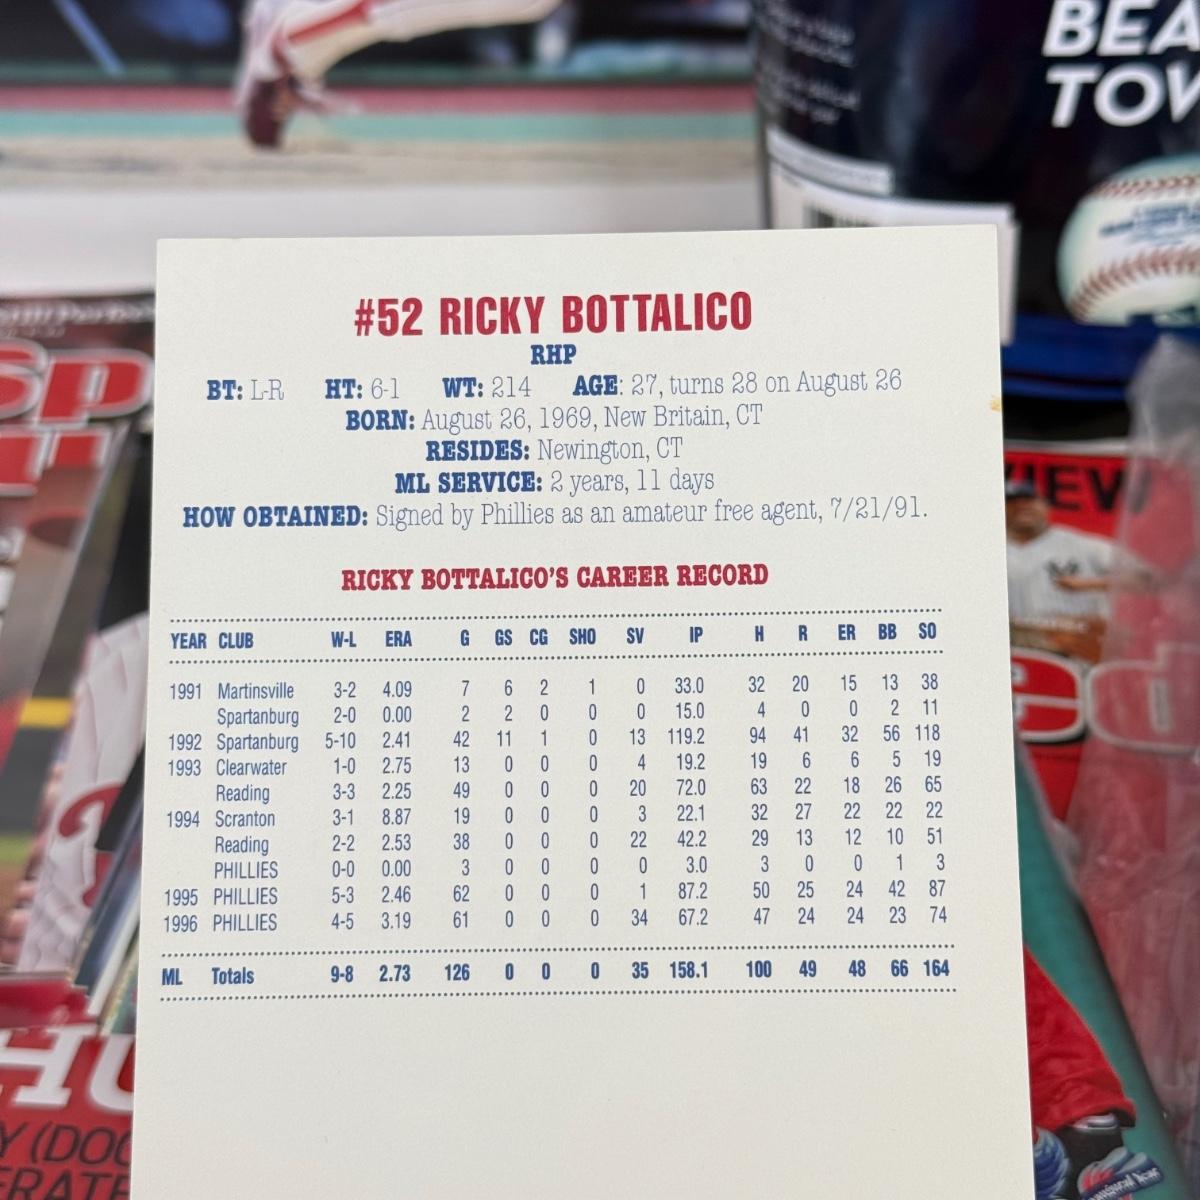 BEA
TOW
#52 RICKY BOTTALICO
RHP
BT: L-R HT: 6-1 WT: 214 AGE: 27, turns 28 on August 26
BORN: August 26, 1969, New Britain, CT
RESIDES: Newington, CT
ML SERVICE: 2 years, 11 days
HOW OBTAINED: Signed by Phillies as an amateur free agent, 7/21/91.
RICKY BOTTALICO'S CAREER RECORD
YEAR CLUB W-L ERA G GS CG SHO SV IP H R ER BB SO
1991 Martinsville 3-2 4.09 7 6 2 1 0 33.0 32 20 15 13 38
Spartanburg 2-0 0.00 2 2 0 0 0 15.0 4 0 0 2 11
1992 Spartanburg 5-10 2.41 42 11 1 0 13 119.2 94 41 32 56 118
1993 Clearwater 1-0 2.75 13 0 0 0 4 19.2 19 6 6 5 19
Reading 3-3 2.25 49 0 0 0 20 72.0 63 22 18 26 65
1994 Scranton 3-1 8.87 19 0 0 0 3 22.1 32 27 22 22 22
Reading 2-2 2.53 38 0 0 0 22 42.2 29 13 12 10 51
PHILLIES 0-0 0.00 3 0 0 0 0 3.0 3 0 0 1 3
1995 PHILLIES 5-3 2.46 62 0 0 0 1 87.2 50 25 24 42 87
1996 PHILLIES 4-5 3.19 61 0 0 0 34 67.2 47 24 24 23 74
ML Totals 9-8 2.73 126 0 0 0 35 158.1 100 49 48 66 164
sp
IEW
ed
HU
Y (DOC
ERATE